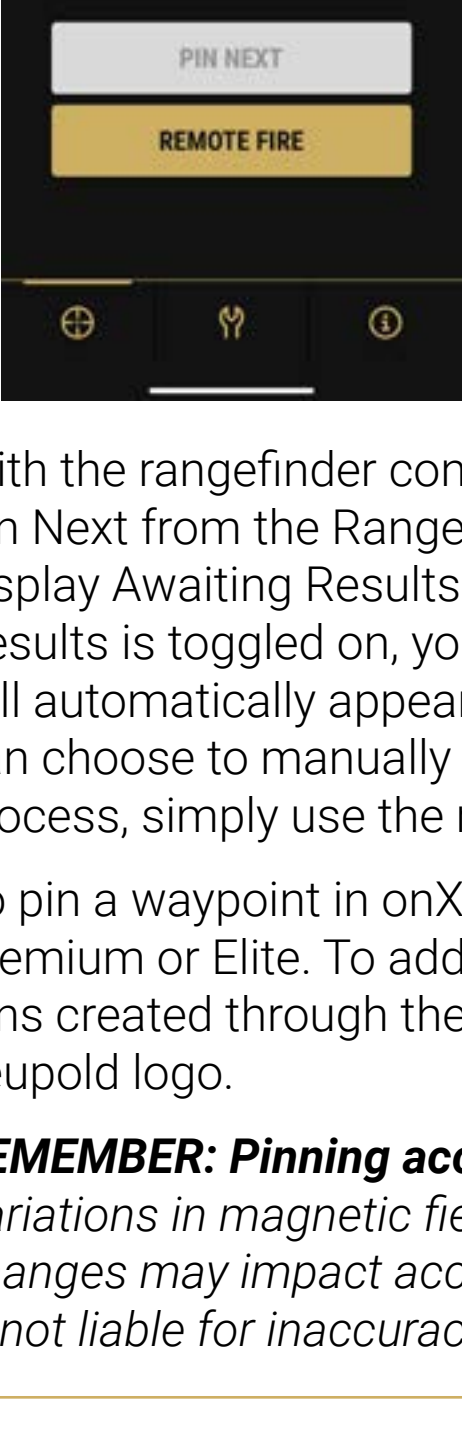 PIN NEXT
REMOTE FIRE
ith the rangefinder con
n Next from the Range
splay Awaiting Results
esults is toggled on, yo
ll automatically appear
an choose to manually
ocess, simply use the r
o pin a waypoint in onX
emium or Elite. To add
ns created through the
eupold logo.
EMEMBER: Pinning acc
ariations in magnetic fie
anges may impact acc
not liable for inaccurac